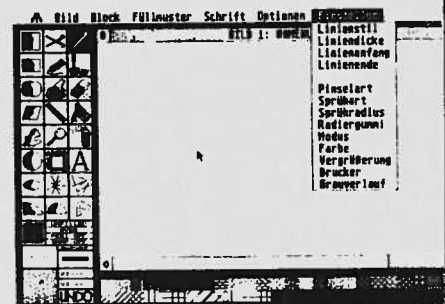 Bild Block Füllmuster Schrift Optionen
BILD 1:
Linienstil
Liniendicke
Linienanfang
Linienende
Pinselart
Sprühart
Sprühradius
Radiergummi
Modus
Farbe
Vergrößerung
Drucker
Grauverlauf
A
UNDO